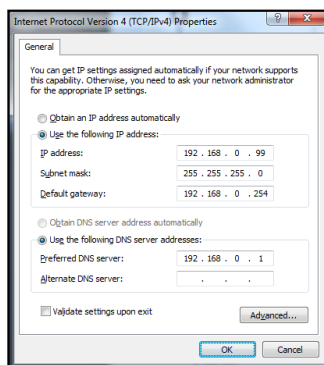 Internet Protocol Version 4 (TCP/IPv4) Properties
General
You can get IP settings assigned automatically if your network supports
this capability. Otherwise, you need to ask your network administrator
for the appropriate IP settings.
Obtain an IP address automatically
Use the following IP address:
IP address: 192 . 168 . 0 . 99
Subnet mask: 255 . 255 . 255 . 0
Default gateway: 192 . 168 . 0 . 254
Obtain DNS server address automatically
Use the following DNS server addresses:
Preferred DNS server: 192 . 168 . 0 . 1
Alternate DNS server: . . .
Validate settings upon exit
Advanced...
OK Cancel